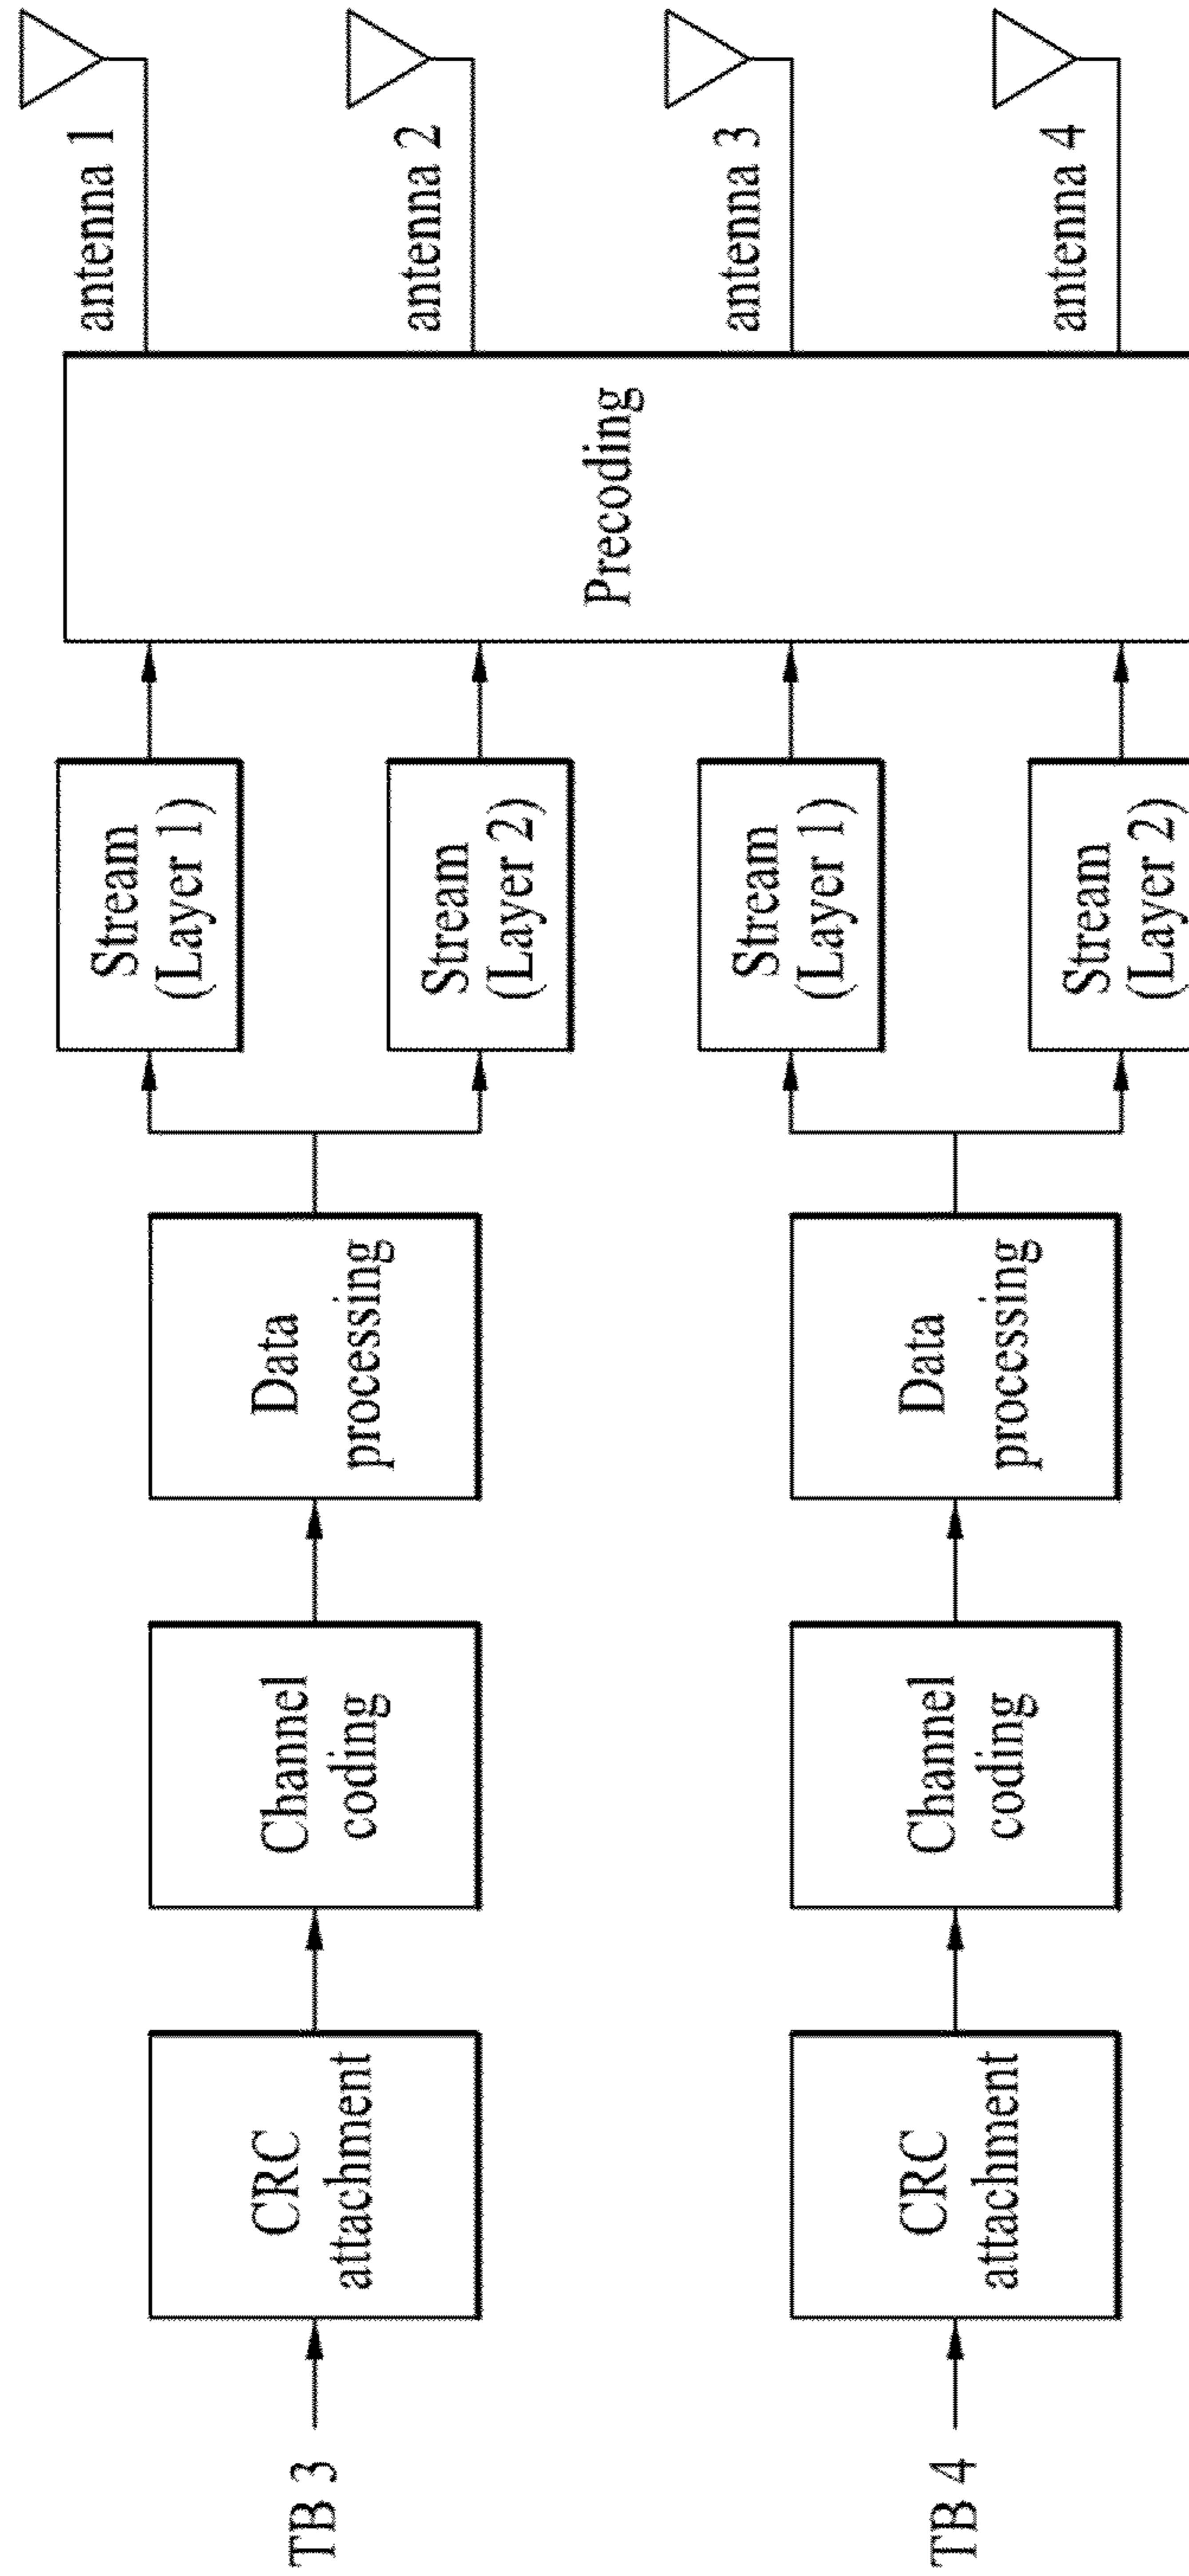 TB 3
CRC
attachment
Channel
coding
Data
processing
Stream
(Layer 1)
Stream
(Layer 2)
TB 4
CRC
attachment
Channel
coding
Data
processing
Stream
(Layer 1)
Stream
(Layer 2)
Precoding
antenna 1
antenna 2
antenna 3
antenna 4